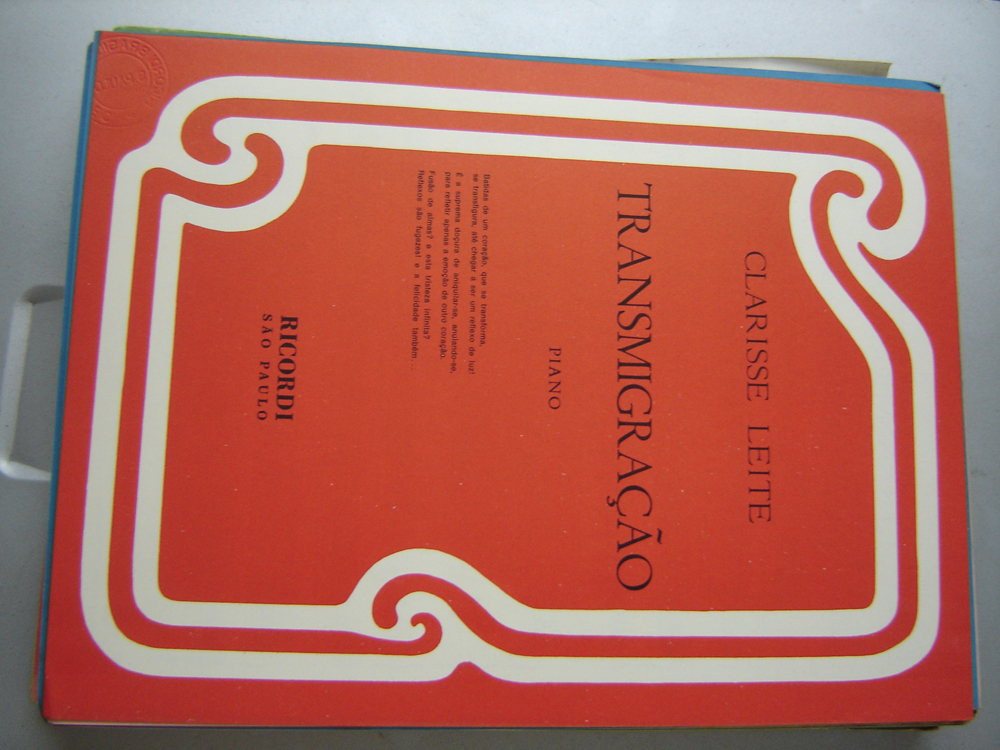 CLARISSE LEITE
TRANSMIGRAÇÃO
PIANO
Batidas de um coração, que se transforma,
se transfigura, até chegar a ser um reflexo de luz!
É a suprema doçura de aniquilar-se, anulando-se,
para refletir apenas a emoção de outro coração.
Fusão de almas? e esta tristeza infinita?
Reflexos são fugazes! e a felicidade também...
RICORDI
SÃO PAULO